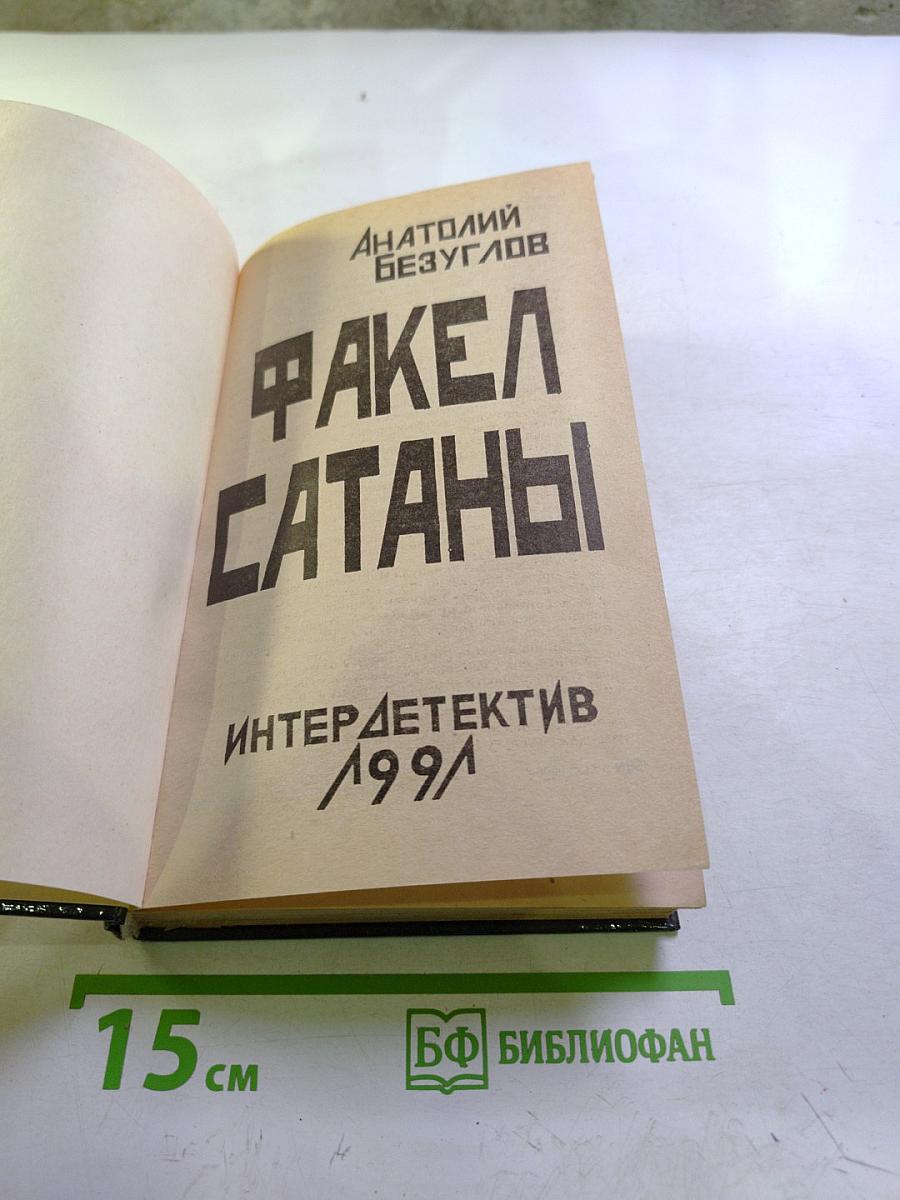 АНАТОЛИЙ
БЕЗУГЛОВ
ФАКЕЛ
САТАНЫ
ИНТЕРДЕТЕКТИВ
1991
15 см
БФ БИБЛИОФАН